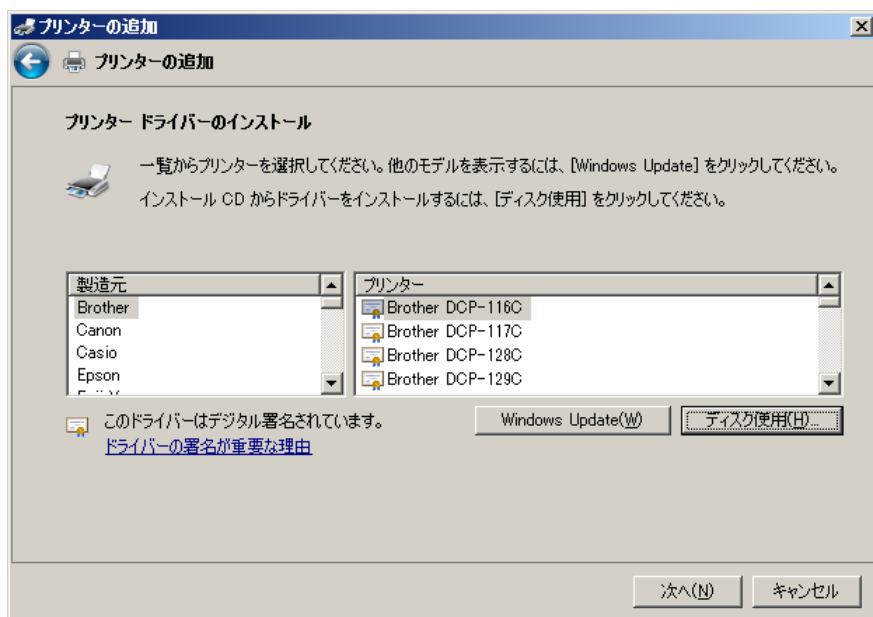 プリンターの追加
プリンターの追加
プリンター ドライバーのインストール
一覧からプリンターを選択してください。他のモデルを表示するには、[Windows Update] をクリックしてください。
インストール CD からドライバーをインストールするには、[ディスク使用] をクリックしてください。
製造元
Brother
Canon
Casio
Epson
プリンター
Brother DCP-116C
Brother DCP-117C
Brother DCP-128C
Brother DCP-129C
このドライバーはデジタル署名されています。
ドライバーの署名が重要な理由
Windows Update(W)
ディスク使用(H)...
次へ(N)
キャンセル